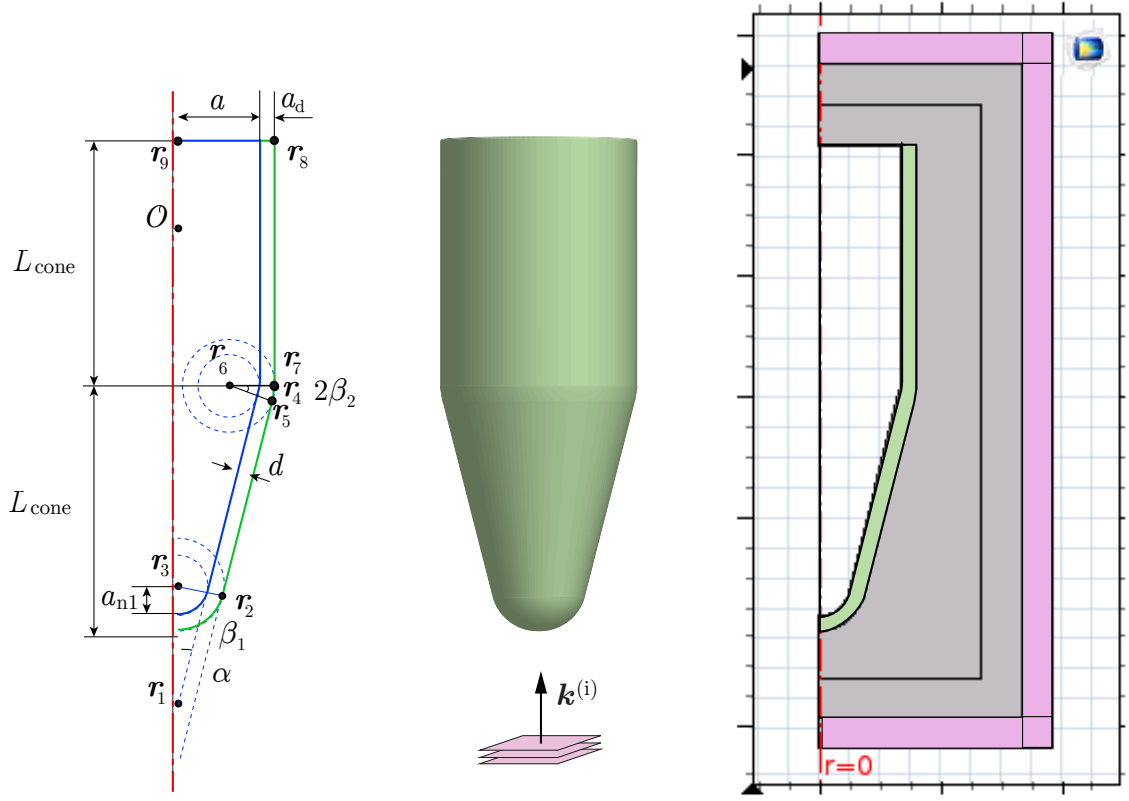 a
a_d
r_9
r_8
O
L_cone
r_6
r_7
r_4
2β_2
r_5
d
L_cone
r_3
a_n1
r_2
β_1
α
r_1
k^(i)
r=0